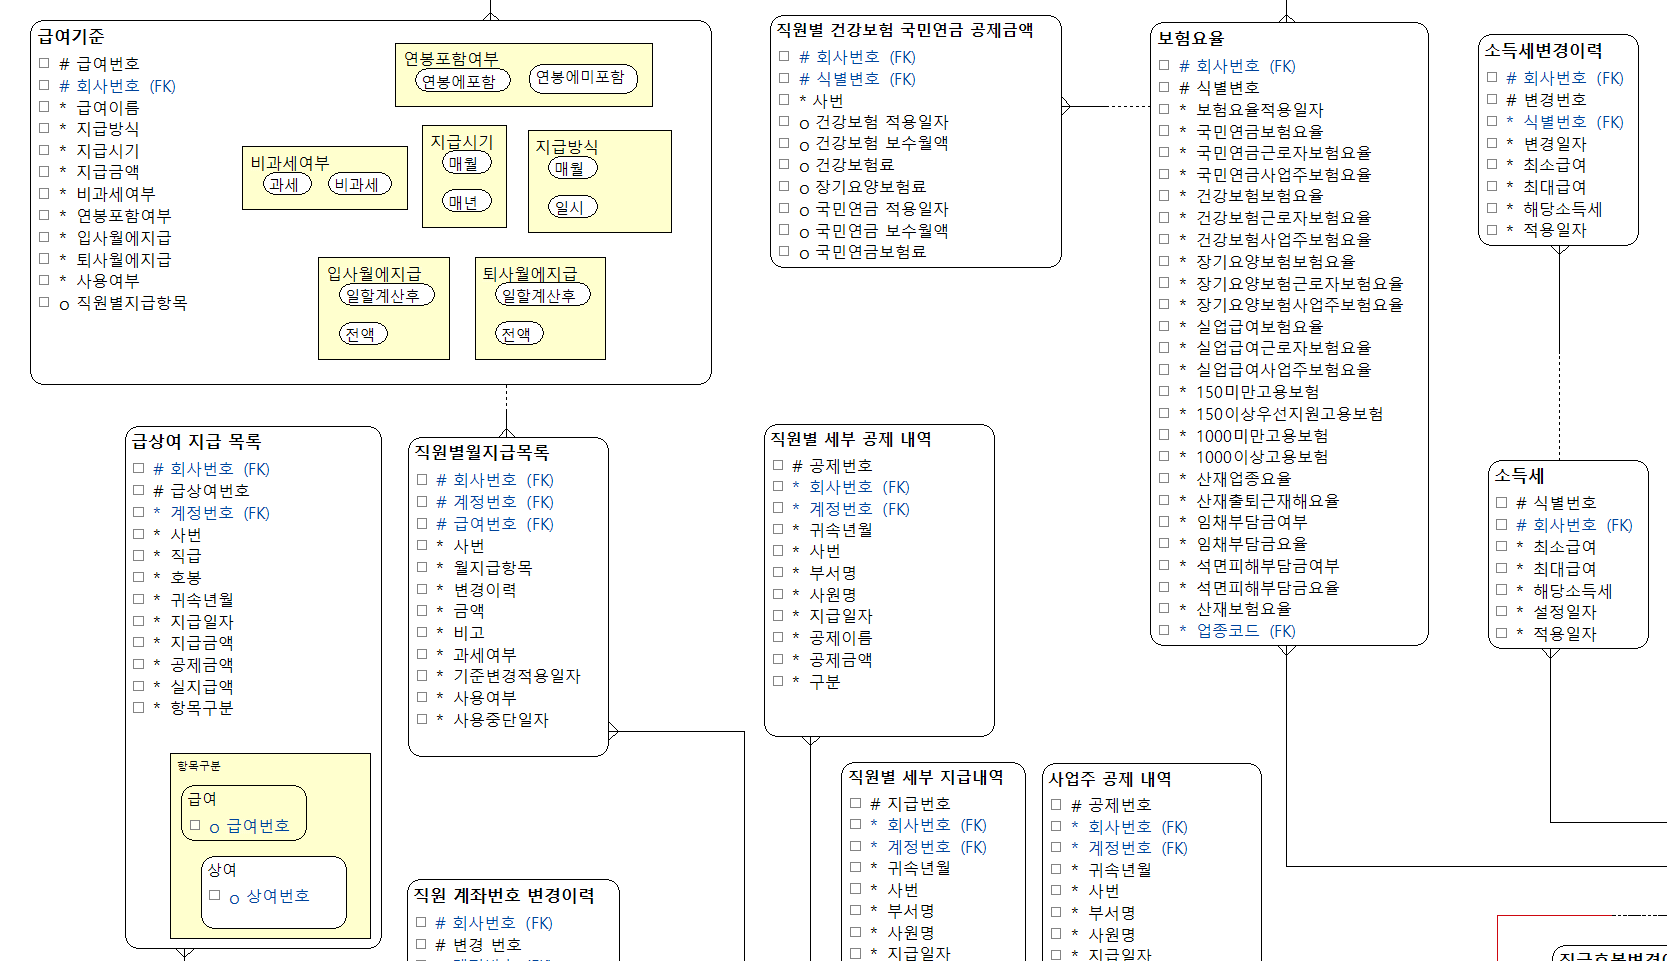 급여기준
# 급여번호
# 회사번호 (FK)
* 급여이름
* 지급방식
* 지급시기
* 지급금액
* 비과세여부
* 연봉포함여부
* 입사월에지급
* 퇴사월에지급
* 사용여부
o 직원별지급항목
연봉포함여부
연봉에포함
연봉에미포함
비과세여부
과세
비과세
지급시기
매월
매년
지급방식
매월
일시
입사월에지급
일할계산후
전액
퇴사월에지급
일할계산후
전액
직원별 건강보험 국민연금 공제금액
# 회사번호 (FK)
# 식별변호 (FK)
* 사번
o 건강보험 적용일자
o 건강보험 보수월액
o 건강보험료
o 장기요양보험료
o 국민연금 적용일자
o 국민연금 보수월액
o 국민연금보험료
보험요율
# 회사번호 (FK)
# 식별변호
* 보험요율적용일자
* 국민연금보험요율
* 국민연금근로자보험요율
* 국민연금사업주보험요율
* 건강보험보험요율
* 건강보험근로자보험요율
* 건강보험사업주보험요율
* 장기요양보험보험요율
* 장기요양보험근로자보험요율
* 장기요양보험사업주보험요율
* 실업급여보험요율
* 실업급여근로자보험요율
* 실업급여사업주보험요율
* 150미만고용보험
* 150이상우선지원고용보험
* 1000미만고용보험
* 1000이상고용보험
* 산재업종요율
* 산재출퇴근재해요율
* 임채부담금여부
* 임채부담금요율
* 석면피해부담금여부
* 석면피해부담금요율
* 산재보험요율
* 업종코드 (FK)
소득세변경이력
# 회사번호 (FK)
# 변경번호
* 식별번호 (FK)
* 변경일자
* 최소급여
* 최대급여
* 해당소득세
* 적용일자
급상여 지급 목록
# 회사번호 (FK)
# 급상여번호
* 계정번호 (FK)
* 사번
* 직급
* 호봉
* 귀속년월
* 지급일자
* 지급금액
* 공제금액
* 실지급액
* 항목구분
항목구분
급여
o 급여번호
상여
o 상여번호
직원별월지급목록
# 회사번호 (FK)
# 계정번호 (FK)
# 급여번호 (FK)
* 사번
* 월지급항목
* 변경이력
* 금액
* 비고
* 과세여부
* 기준변경적용일자
* 사용여부
* 사용중단일자
직원별 세부 공제 내역
# 공제번호
* 회사번호 (FK)
* 계정번호 (FK)
* 귀속년월
* 사번
* 부서명
* 사원명
* 지급일자
* 공제이름
* 공제금액
* 구분
소득세
# 식별번호
# 회사번호 (FK)
* 최소급여
* 최대급여
* 해당소득세
* 설정일자
* 적용일자
직원별 세부 지급내역
# 지급번호
* 회사번호 (FK)
* 계정번호 (FK)
* 귀속년월
* 사번
* 부서명
* 사원명
* 지급일자
사업주 공제 내역
# 공제번호
* 회사번호 (FK)
* 계정번호 (FK)
* 귀속년월
* 사번
* 부서명
* 사원명
* 지급일자
직원 계좌번호 변경이력
# 회사번호 (FK)
# 변경 번호